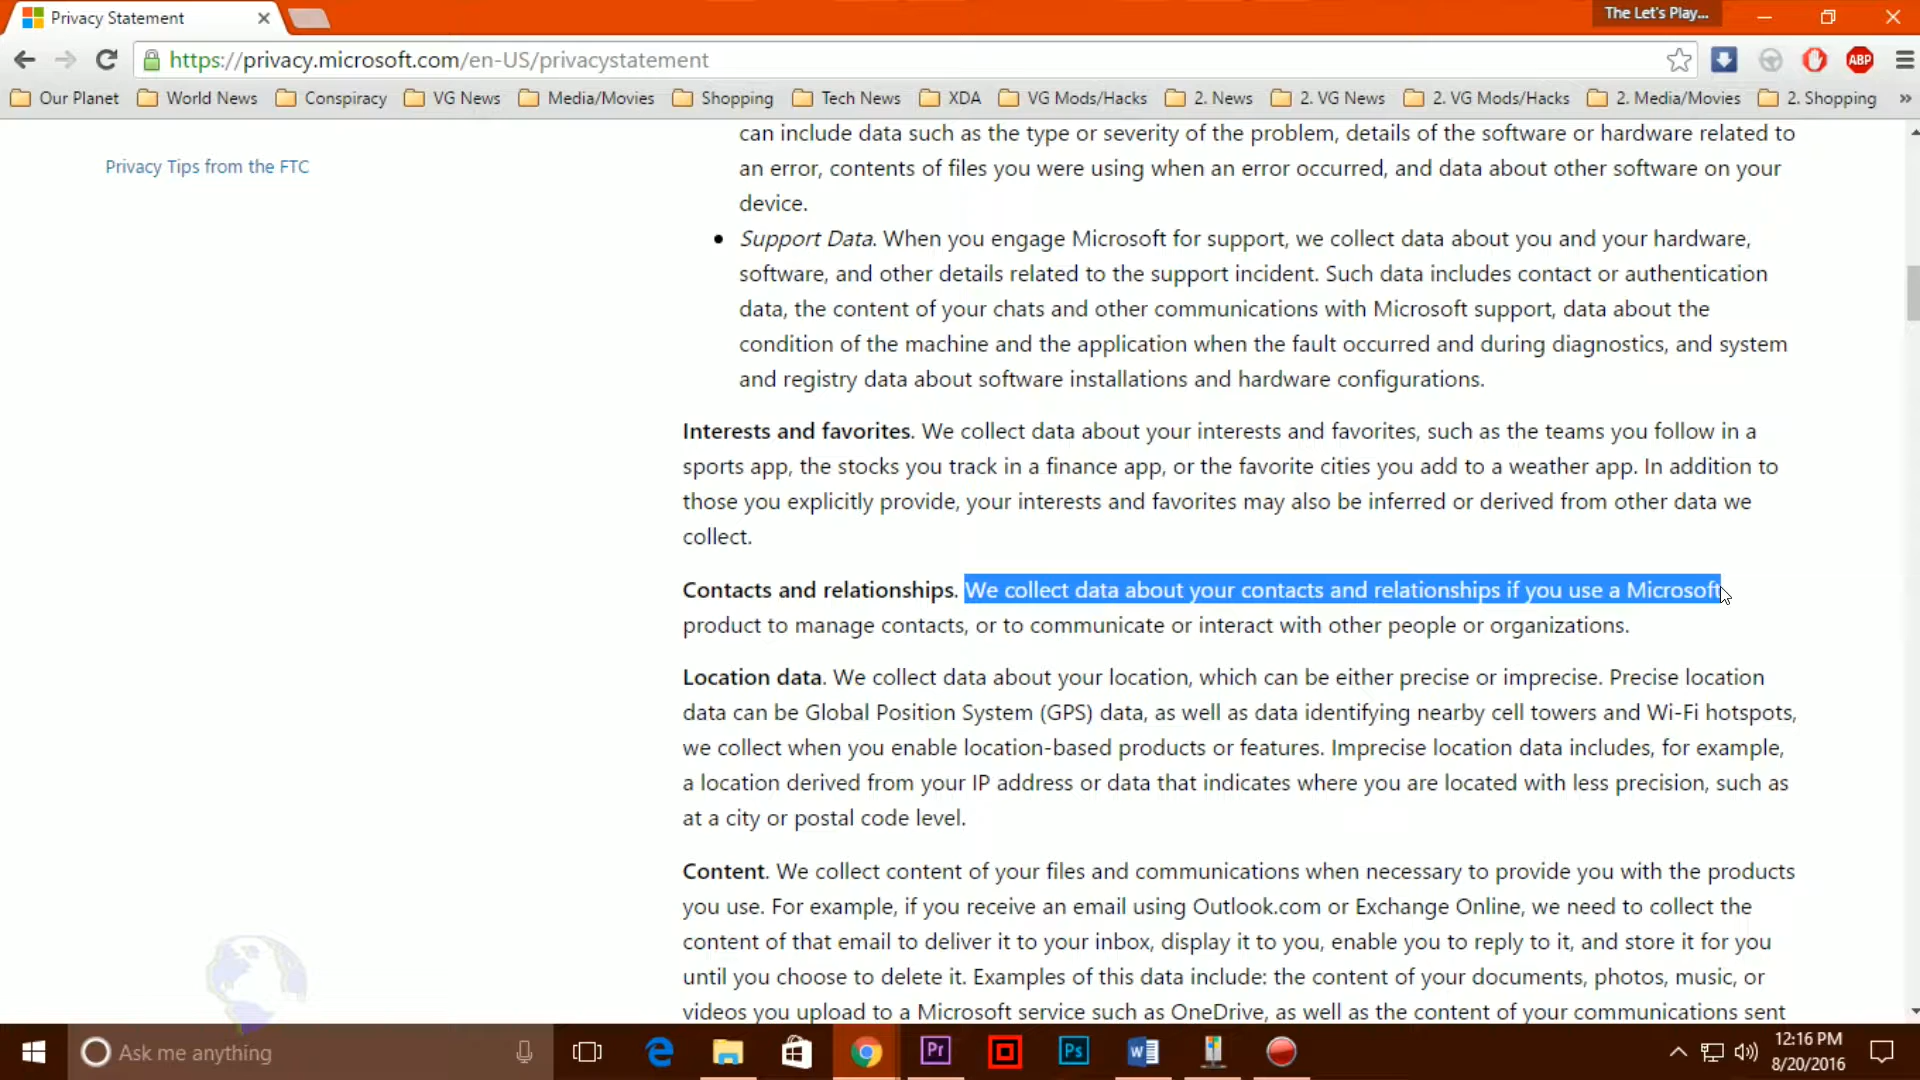 Privacy Statement
The Let's Play...
https://privacy.microsoft.com/en-US/privacystatement
ABP
Our Planet World News Conspiracy VG News Media/Movies Shopping Tech News XDA VG Mods/Hacks 2. News 2. VG News 2. VG Mods/Hacks 2. Media/Movies 2. Shopping »
Privacy Tips from the FTC
can include data such as the type or severity of the problem, details of the software or hardware related to
an error, contents of files you were using when an error occurred, and data about other software on your
device.
• Support Data. When you engage Microsoft for support, we collect data about you and your hardware,
software, and other details related to the support incident. Such data includes contact or authentication
data, the content of your chats and other communications with Microsoft support, data about the
condition of the machine and the application when the fault occurred and during diagnostics, and system
and registry data about software installations and hardware configurations.
Interests and favorites. We collect data about your interests and favorites, such as the teams you follow in a
sports app, the stocks you track in a finance app, or the favorite cities you add to a weather app. In addition to
those you explicitly provide, your interests and favorites may also be inferred or derived from other data we
collect.
Contacts and relationships. We collect data about your contacts and relationships if you use a Microsoft
product to manage contacts, or to communicate or interact with other people or organizations.
Location data. We collect data about your location, which can be either precise or imprecise. Precise location
data can be Global Position System (GPS) data, as well as data identifying nearby cell towers and Wi-Fi hotspots,
we collect when you enable location-based products or features. Imprecise location data includes, for example,
a location derived from your IP address or data that indicates where you are located with less precision, such as
at a city or postal code level.
Content. We collect content of your files and communications when necessary to provide you with the products
you use. For example, if you receive an email using Outlook.com or Exchange Online, we need to collect the
content of that email to deliver it to your inbox, display it to you, enable you to reply to it, and store it for you
until you choose to delete it. Examples of this data include: the content of your documents, photos, music, or
videos you upload to a Microsoft service such as OneDrive, as well as the content of your communications sent
Ask me anything
Pr
Ps
12:16 PM
8/20/2016